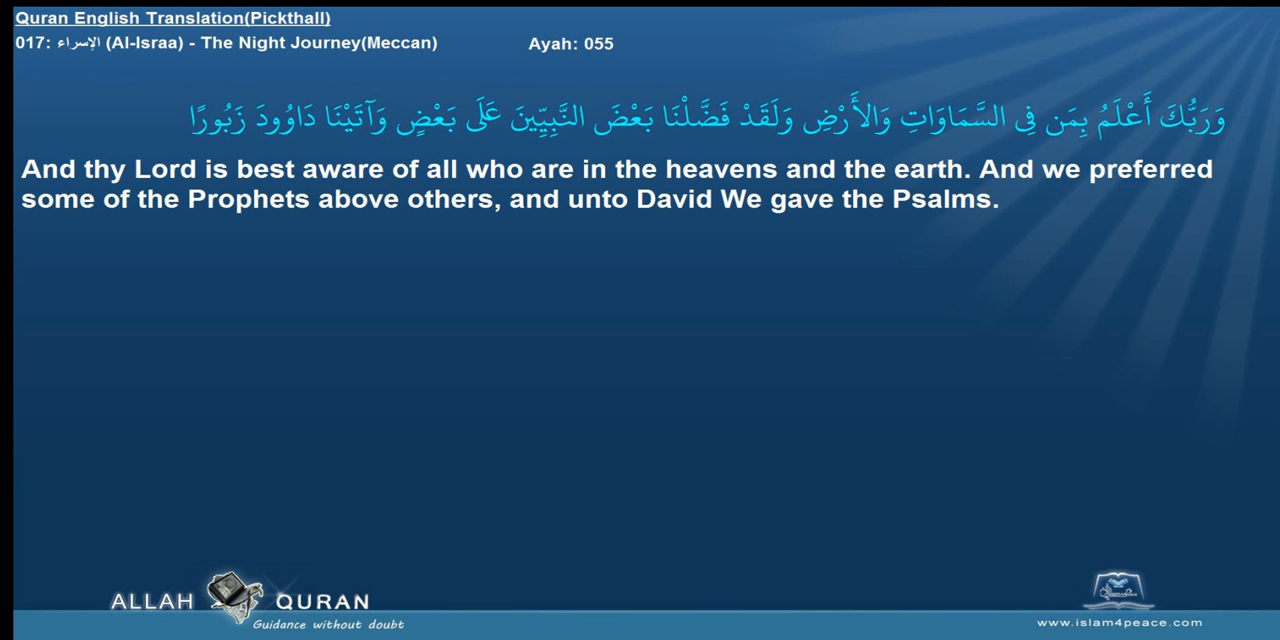 Quran English Translation(Pickthall)
017: الإسراء (Al-Israa) - The Night Journey(Meccan) Ayah: 055
وَرَبُّكَ أَعْلَمُ بِمَن فِي السَّمَاوَاتِ وَالأَرْضِ وَلَقَدْ فَضَّلْنَا بَعْضَ النَّبِيِّينَ عَلَى بَعْضٍ وَآتَيْنَا دَاوُودَ زَبُورًا
And thy Lord is best aware of all who are in the heavens and the earth. And we preferred
some of the Prophets above others, and unto David We gave the Psalms.
ALLAH QURAN
Guidance without doubt
www.islam4peace.com